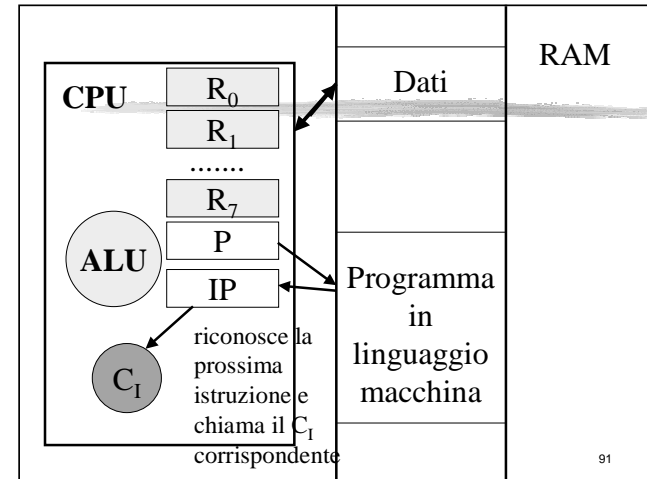 RAM
CPU
R0
R1
.......
R7
P
IP
ALU
CI
Dati
Programma
in
linguaggio
macchina
riconosce la
prossima
istruzione e
chiama il CI
corrispondente
91